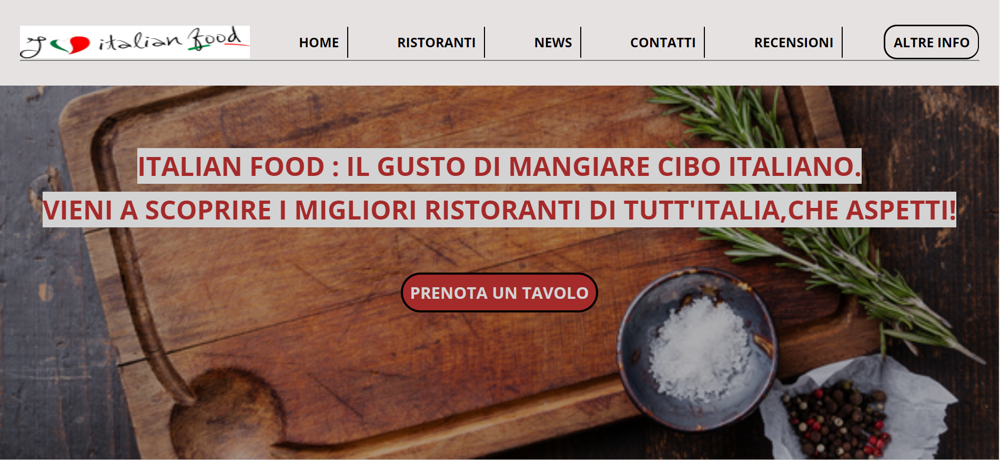 I italian food
HOME
RISTORANTI
NEWS
CONTATTI
RECENSIONI
ALTRE INFO
ITALIAN FOOD : IL GUSTO DI MANGIARE CIBO ITALIANO.
VIENI A SCOPRIRE I MIGLIORI RISTORANTI DI TUTT'ITALIA,CHE ASPETTI!
PRENOTA UN TAVOLO